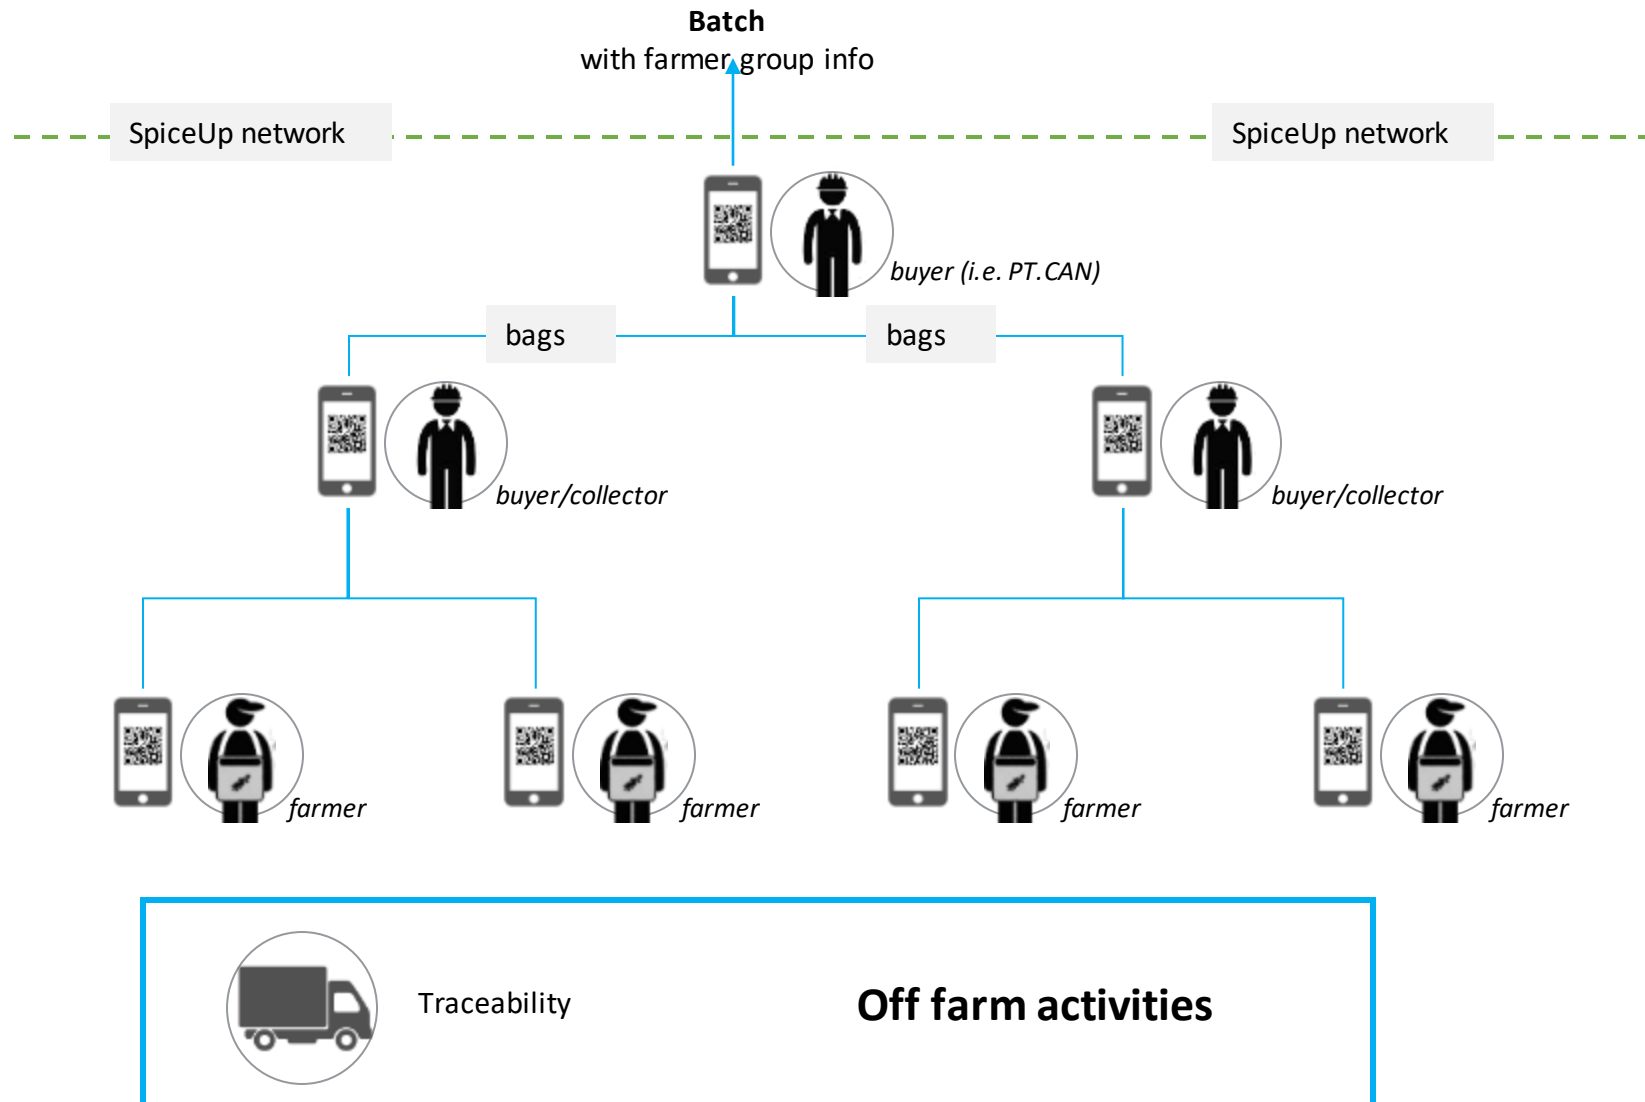 Batch
with farmer group info
SpiceUp network
SpiceUp network
buyer (i.e. PT.CAN)
bags
bags
buyer/collector
buyer/collector
farmer
farmer
farmer
farmer
Traceability
Off farm activities